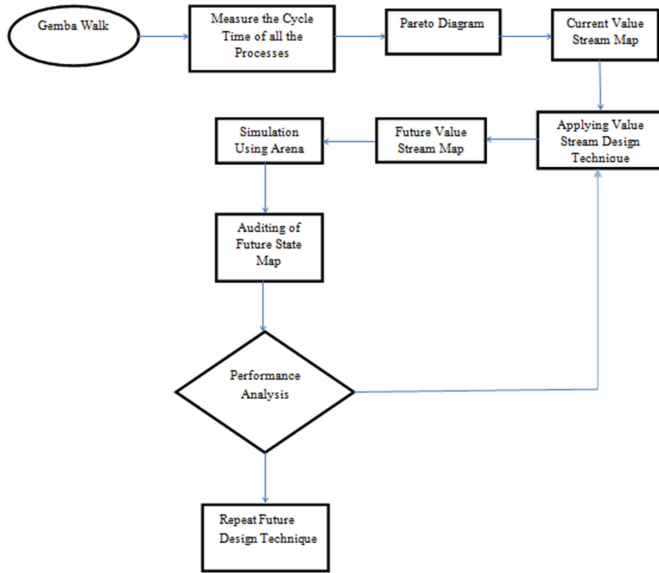 Gemba Walk
Measure the Cycle
Time of all the
Processes
Pareto Diagram
Current Value
Stream Map
Simulation
Using Arena
Future Value
Stream Map
Applying Value
Stream Design
Technique
Auditing of
Future State
Map
Performance
Analysis
Repeat Future
Design Technique